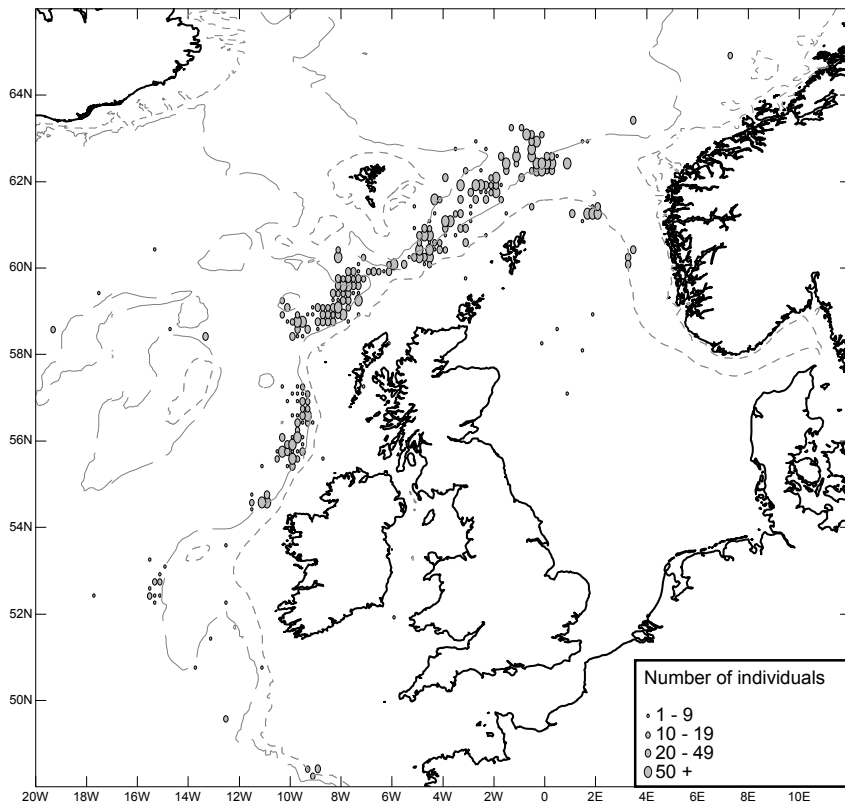 64N
62N
60N
58N
56N
54N
52N
50N
Number of individuals
1 - 9
10 - 19
20 - 49
50 +
20W 18W 16W 14W 12W 10W 8W 6W 4W 2W 0 2E 4E 6E 8E 10E